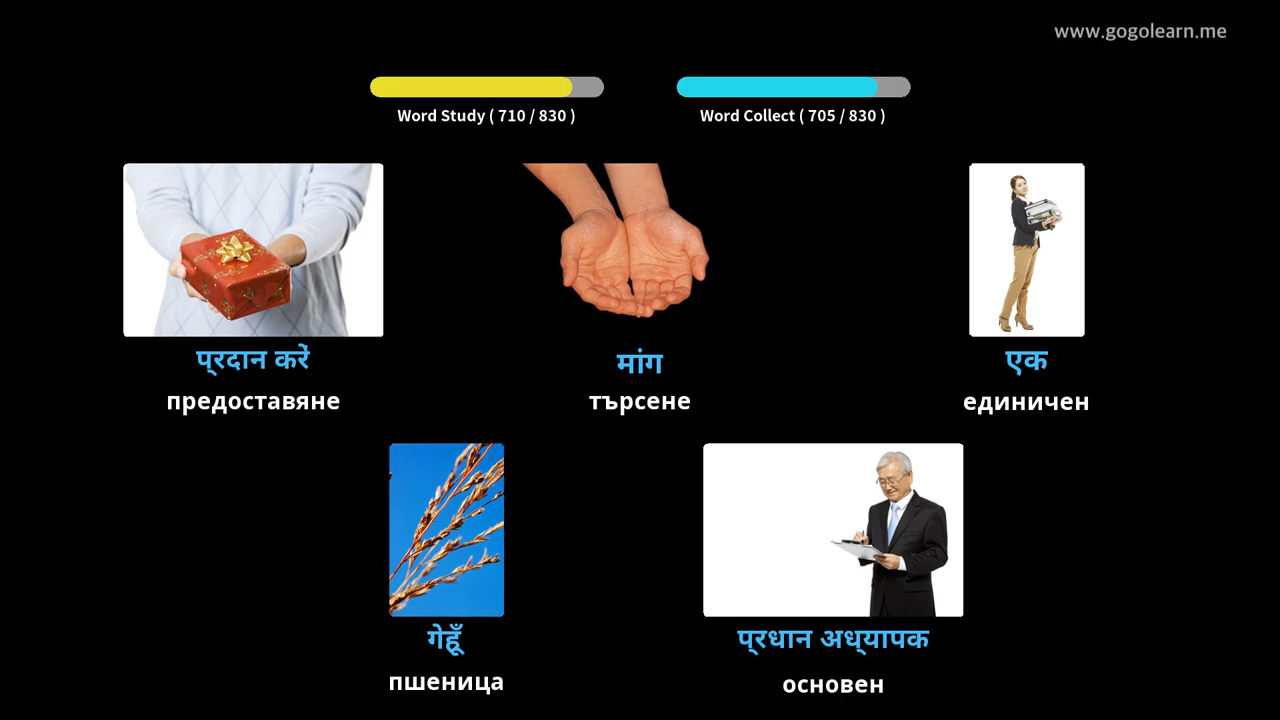 www.gogolearn.me
Word Study ( 710 / 830 )
Word Collect ( 705 / 830 )
प्रदान करें
मांग
एक
предоставяне
търсене
единичен
गेहूँ
प्रधान अध्यापक
пшеница
основен